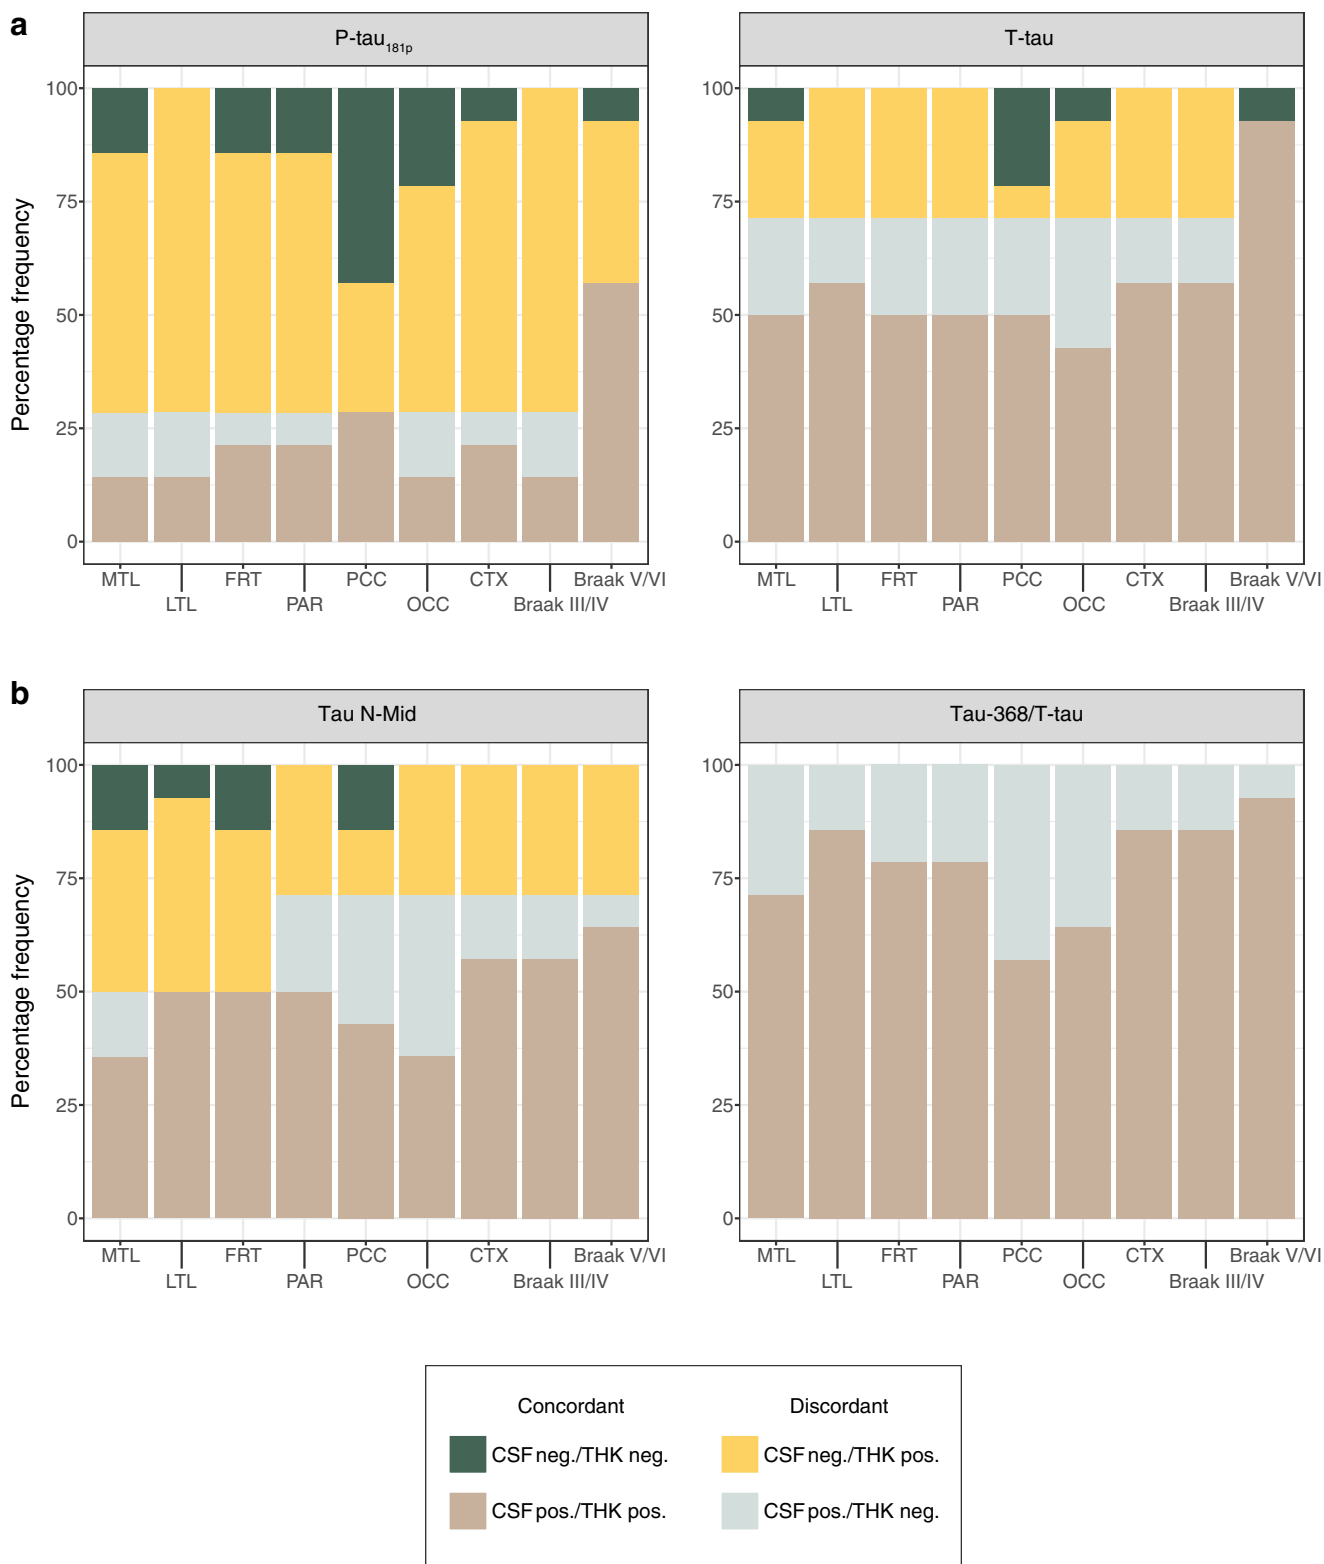 a
P-tau181p
T-tau
Percentage frequency
100
75
50
25
0
MTL
FRT
PCC
CTX
Braak V/VI
LTL
PAR
OCC
Braak III/IV
100
75
50
25
0
MTL
FRT
PCC
CTX
Braak V/VI
LTL
PAR
OCC
Braak III/IV
b
Tau N-Mid
Tau-368/T-tau
Percentage frequency
100
75
50
25
0
MTL
FRT
PCC
CTX
Braak V/VI
LTL
PAR
OCC
Braak III/IV
100
75
50
25
0
MTL
FRT
PCC
CTX
Braak V/VI
LTL
PAR
OCC
Braak III/IV
Concordant
Discordant
CSF neg./THK neg.
CSF neg./THK pos.
CSF pos./THK pos.
CSF pos./THK neg.